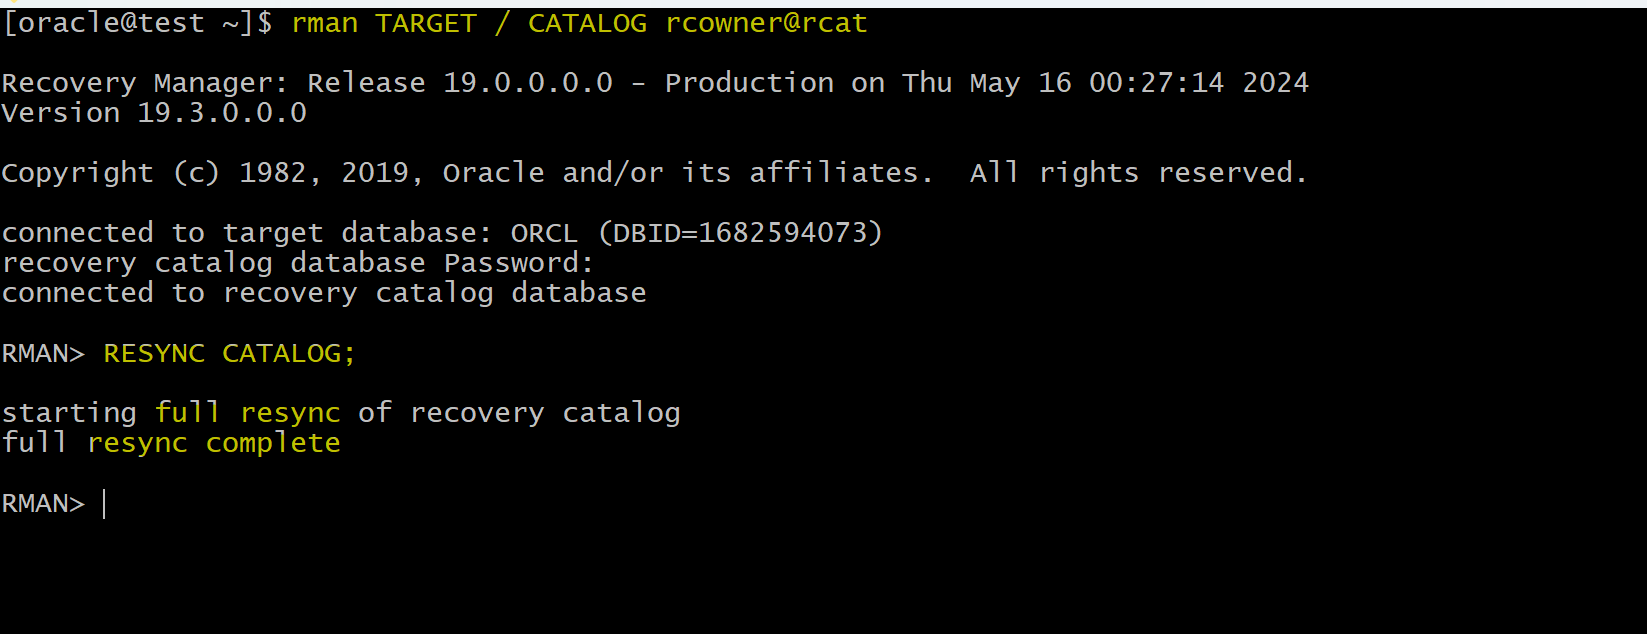 [oracle@test ~]$ rman TARGET / CATALOG rcowner@rcat
Recovery Manager: Release 19.0.0.0.0 - Production on Thu May 16 00:27:14 2024
Version 19.3.0.0.0
Copyright (c) 1982, 2019, Oracle and/or its affiliates.  All rights reserved.
connected to target database: ORCL (DBID=1682594073)
recovery catalog database Password:
connected to recovery catalog database
RMAN> RESYNC CATALOG;
starting full resync of recovery catalog
full resync complete
RMAN>